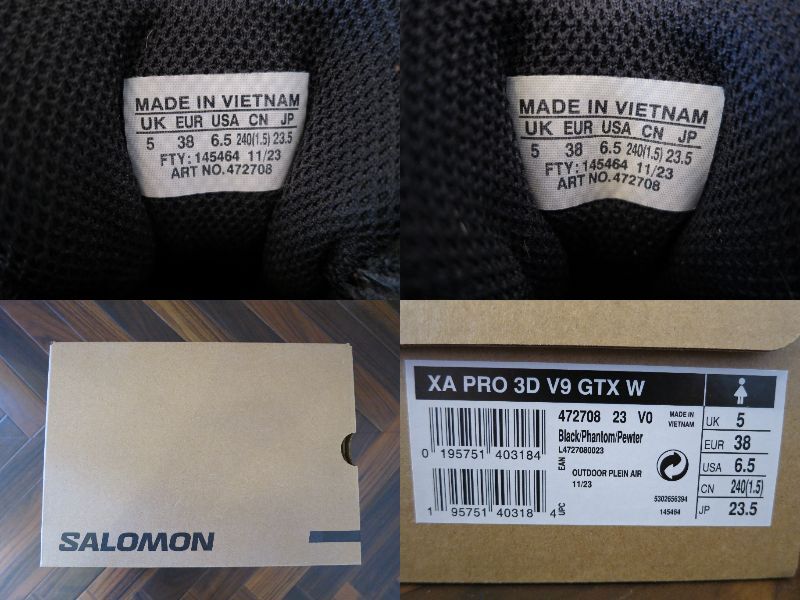 MADE IN VIETNAM
UK EUR USA CN JP
5 38 6.5 240(1.5) 23.5
FTY: 145464 11/23
ART NO. 472708
MADE IN VIETNAM
UK EUR USA CN JP
5 38 6.5 240(1.5) 23.5
FTY: 145464 11/23
ART NO. 472708
SALOMON
XA PRO 3D V9 GTX W
472708 23 V0
MADE IN
VIETNAM
Black/Phantom/Pewter
L4727080023
0 195751 403184
EAN
OUTDOOR PLEIN AIR
11/23
5302656394
145464
1 95751 40318 4
UPC
UK 5
EUR 38
USA 6.5
CN 240(1.5)
JP 23.5